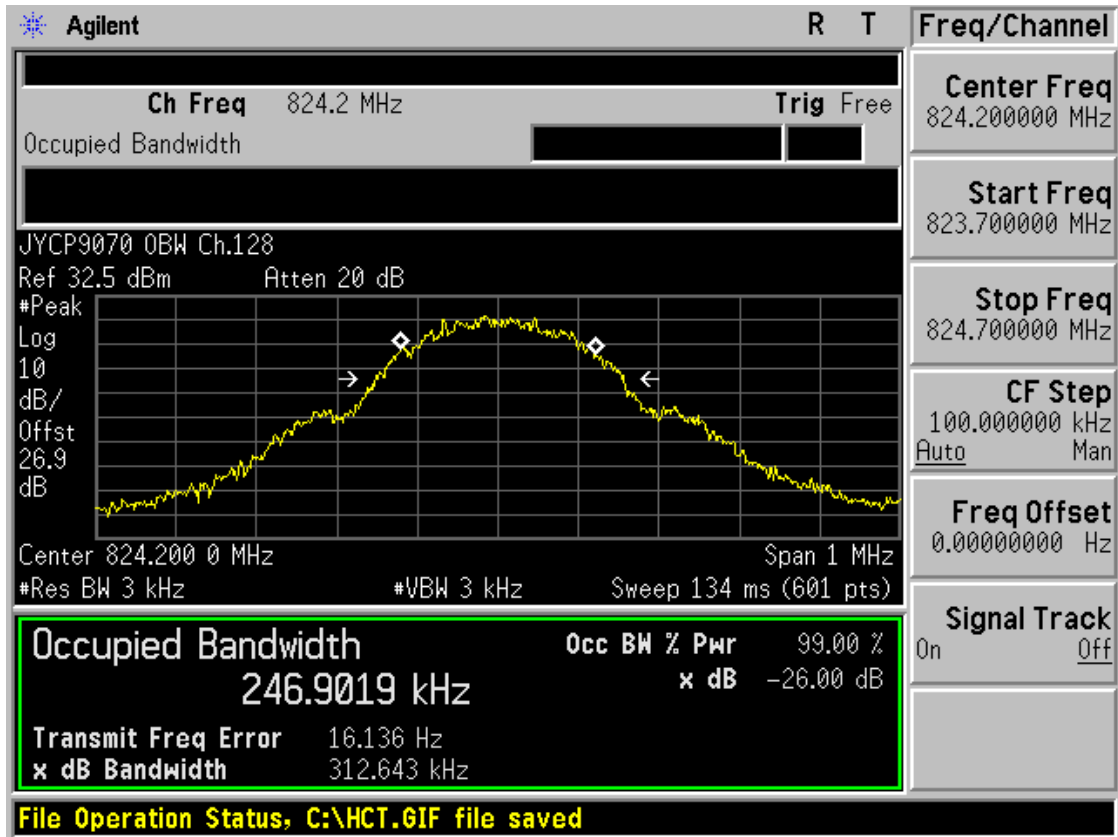 Agilent R T Freq/Channel
Ch Freq 824.2 MHz Trig Free
Occupied Bandwidth
JYCP9070 OBW Ch.128
Ref 32.5 dBm Atten 20 dB
#Peak
Log
10
dB/
Offst
26.9
dB
Center 824.200 0 MHz Span 1 MHz
#Res BW 3 kHz #VBW 3 kHz Sweep 134 ms (601 pts)
Occupied Bandwidth Occ BW % Pwr 99.00 %
246.9019 kHz x dB -26.00 dB
Transmit Freq Error 16.136 Hz
x dB Bandwidth 312.643 kHz
File Operation Status, C:\HCT.GIF file saved
Center Freq
824.200000 MHz
Start Freq
823.700000 MHz
Stop Freq
824.700000 MHz
CF Step
100.000000 kHz
Auto Man
Freq Offset
0.00000000 Hz
Signal Track
On Off